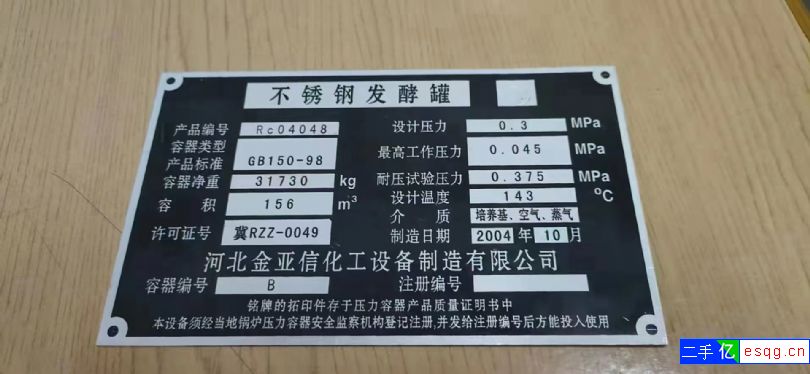 不锈钢发酵罐
产品编号 Rc04048 设计压力 0.3 MPa
容器类型 最高工作压力 0.045 MPa
产品标准 GB150-98
容器净重 31730 kg 耐压试验压力 0.375 MPa
容积 156 m³ 设计温度 143 ℃
介质 培养基、空气、蒸气
许可证号 冀RZZ-0049 制造日期 2004 年 10 月
河北金亚信化工设备制造有限公司
容器编号 B 注册编号
铭牌的拓印件存于压力容器产品质量证明书中
本设备须经当地锅炉压力容器安全监察机构登记注册,并发给注册编号后方能投入使用
二手亿 esqg.cn